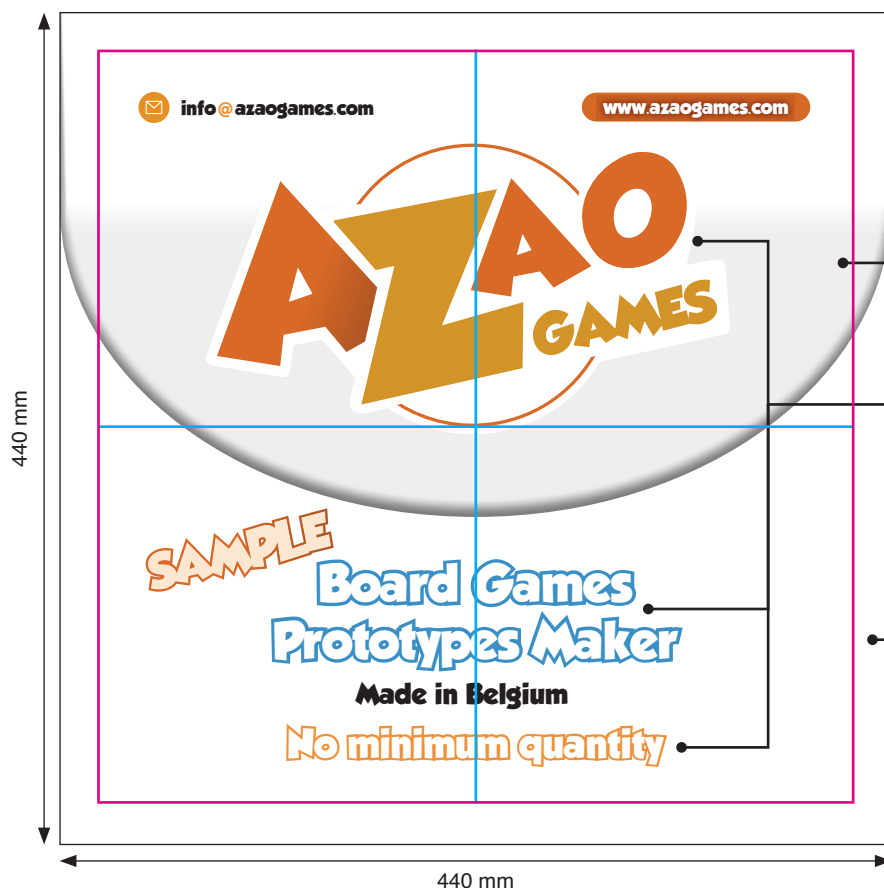 info@azaogames.com
www.azaogames.com
AZAO
GAMES
440 mm
SAMPLE
Board Games
Prototypes Maker
Made in Belgium
No minimum quantity
440 mm